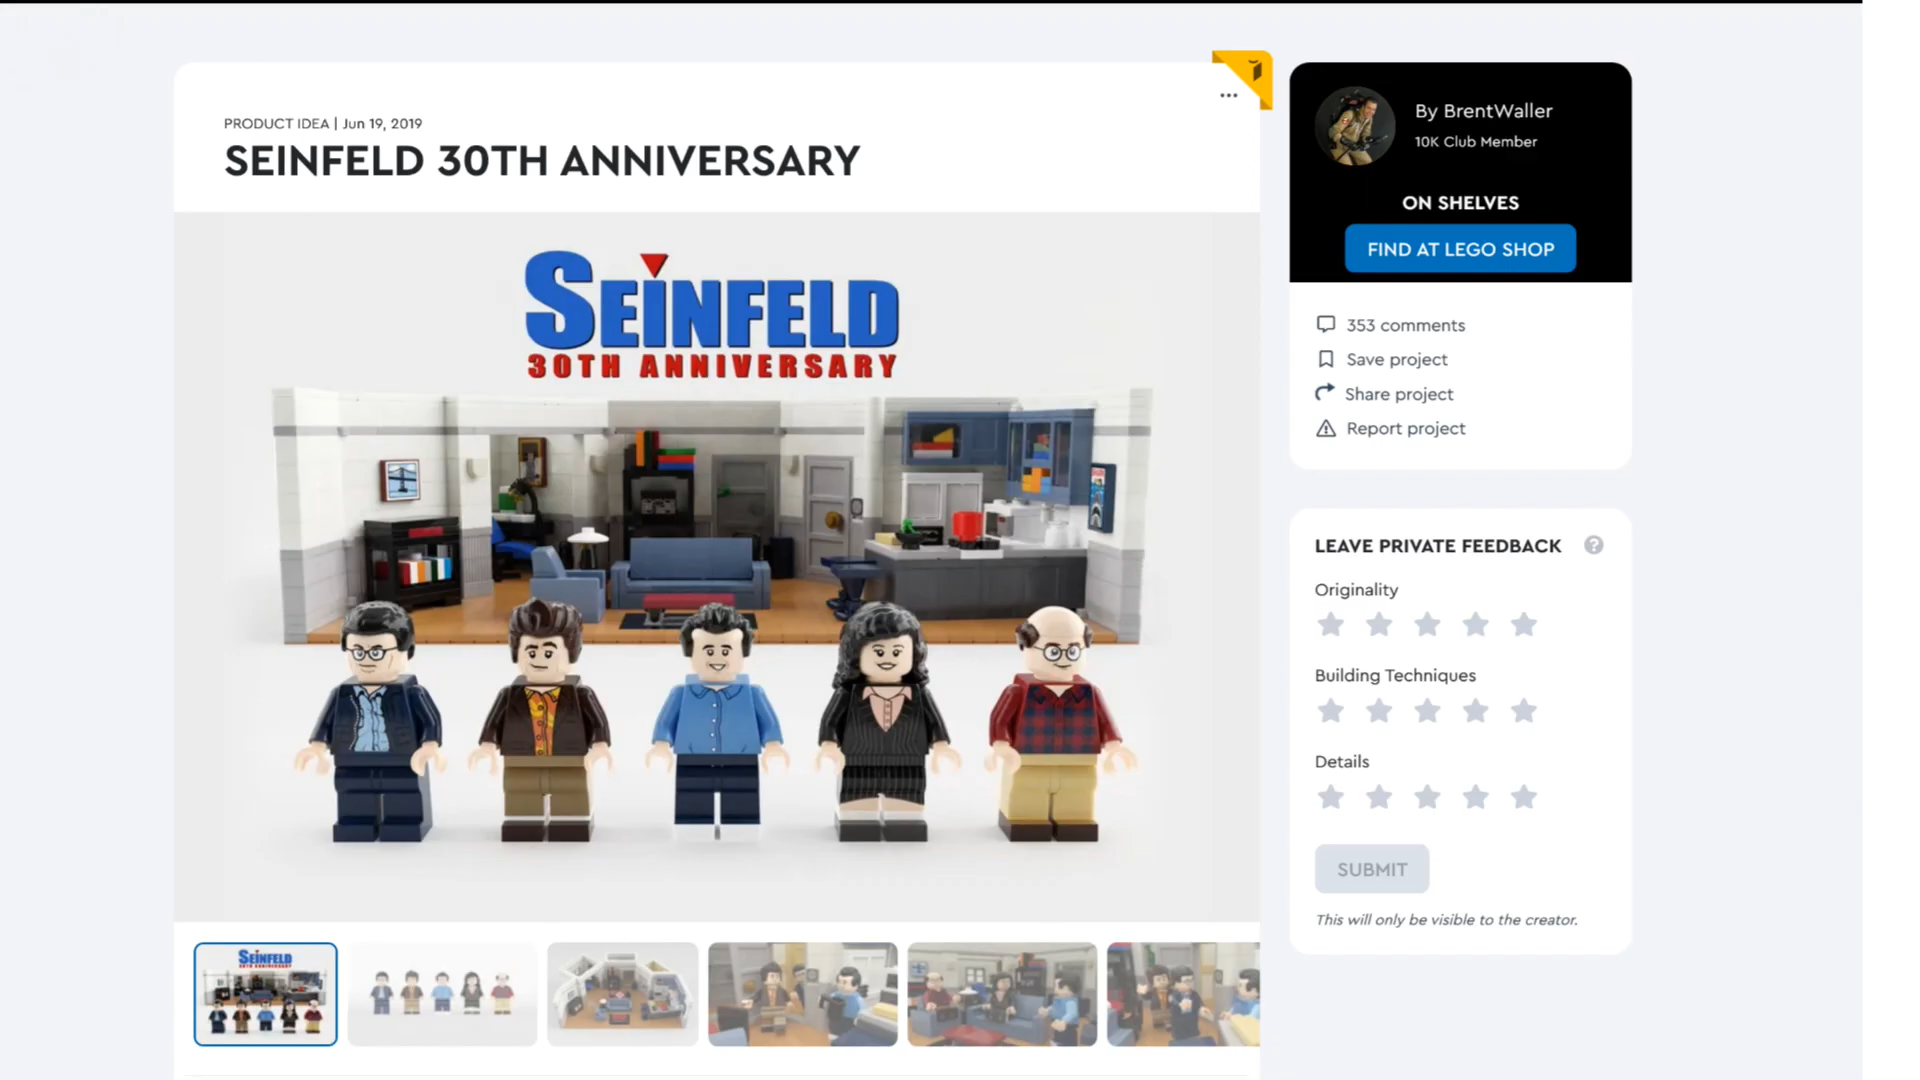 PRODUCT IDEA | Jun 19, 2019
SEINFELD 30TH ANNIVERSARY
SEINFELD
30TH ANNIVERSARY
By BrentWaller
10K Club Member
ON SHELVES
FIND AT LEGO SHOP
353 comments
Save project
Share project
Report project
LEAVE PRIVATE FEEDBACK
Originality
Building Techniques
Details
SUBMIT
This will only be visible to the creator.
SEINFELD
30TH ANNIVERSARY